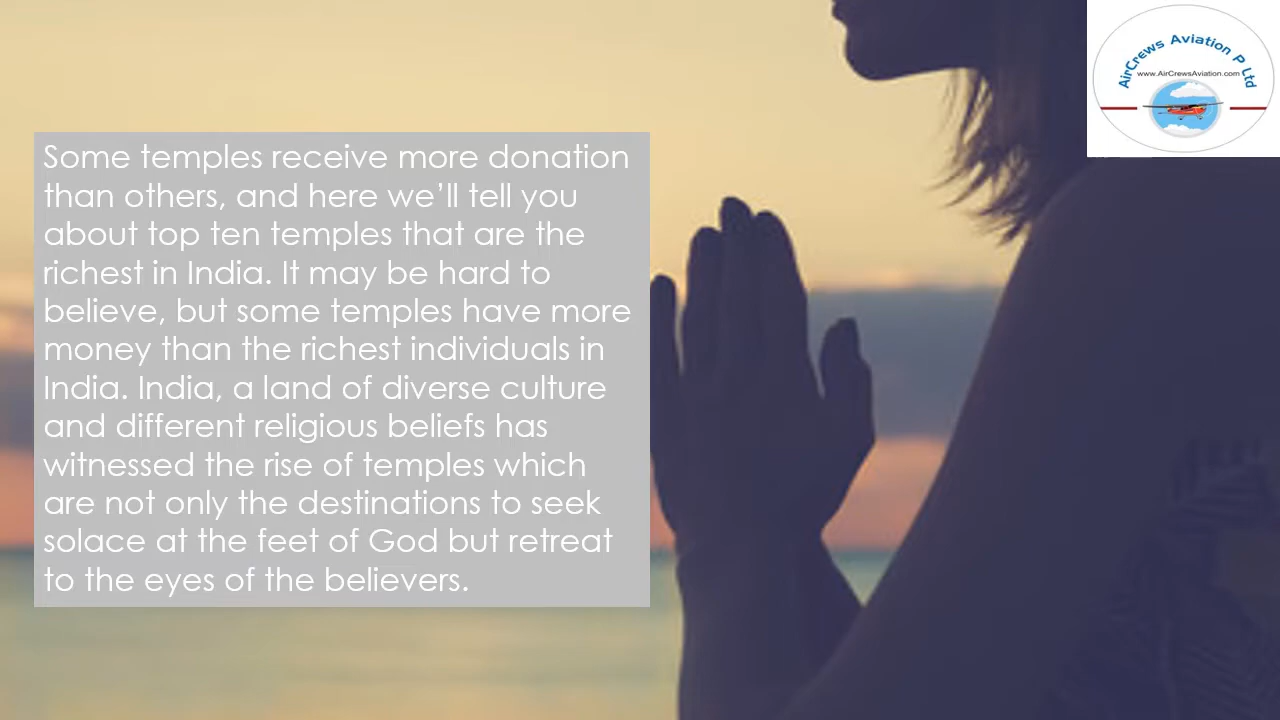 Some temples receive more donation
than others, and here we’ll tell you
about top ten temples that are the
richest in India. It may be hard to
believe, but some temples have more
money than the richest individuals in
India. India, a land of diverse culture
and different religious beliefs has
witnessed the rise of temples which
are not only the destinations to seek
solace at the feet of God but retreat
to the eyes of the believers.
AirCrews Aviation P Ltd
www.AirCrewsAviation.com